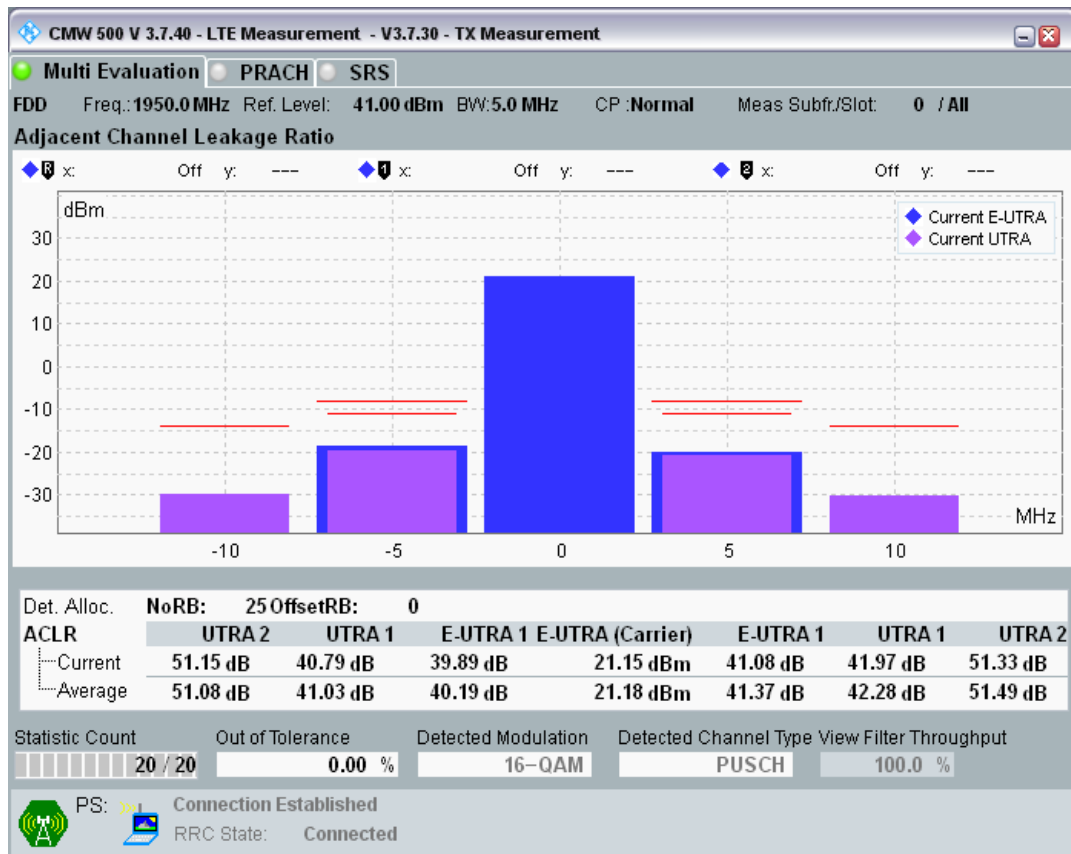 CMW 500 V 3.7.40 - LTE Measurement - V3.7.30 - TX Measurement
Multi Evaluation PRACH SRS
FDD Freq.:1950.0 MHz Ref. Level: 41.00 dBm BW:5.0 MHz CP :Normal Meas Subfr./Slot: 0 / All
Adjacent Channel Leakage Ratio
R x: Off y: --- 1 x: Off y: --- 2 x: Off y: ---
dBm
Current E-UTRA
Current UTRA
30
20
10
0
-10
-20
-30
MHz
-10 -5 0 5 10
Det. Alloc. NoRB: 25 OffsetRB: 0
ACLR UTRA 2 UTRA 1 E-UTRA 1 E-UTRA (Carrier) E-UTRA 1 UTRA 1 UTRA 2
Current 51.15 dB 40.79 dB 39.89 dB 21.15 dBm 41.08 dB 41.97 dB 51.33 dB
Average 51.08 dB 41.03 dB 40.19 dB 21.18 dBm 41.37 dB 42.28 dB 51.49 dB
Statistic Count Out of Tolerance Detected Modulation Detected Channel Type View Filter Throughput
20 / 20 0.00 % 16-QAM PUSCH 100.0 %
PS: Connection Established
RRC State: Connected